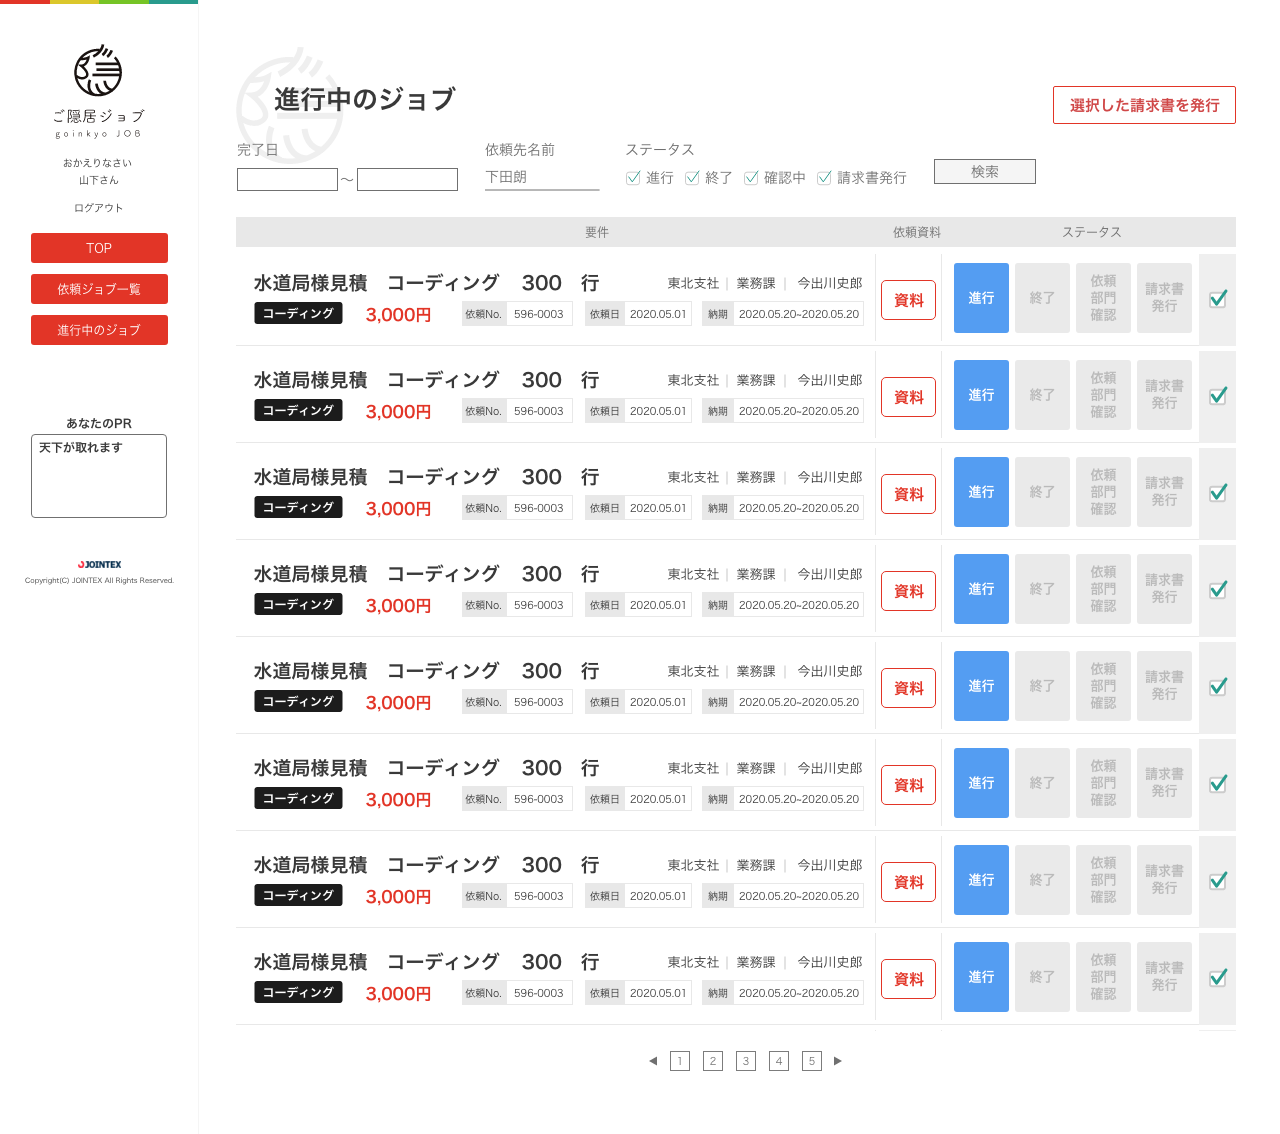 ご隠居ジョブ
goinkyo JOB
おかえりなさい
山下さん
ログアウト
TOP
依頼ジョブ一覧
進行中のジョブ
あなたのPR
天下が取れます
JOINTEX
Copyright(C) JOINTEX All Rights Reserved.
進行中のジョブ
選択した請求書を発行
完了日
～
依頼先名前
下田朗
ステータス
進行 終了 確認中 請求書発行
検索
要件 依頼資料 ステータス
水道局様見積 コーディング 300 行 東北支社 | 業務課 | 今出川史郎
コーディング 3,000円 依頼No. 596-0003 依頼日 2020.05.01 納期 2020.05.20~2020.05.20
資料 進行 終了 依頼部門確認 請求書発行
水道局様見積 コーディング 300 行 東北支社 | 業務課 | 今出川史郎
コーディング 3,000円 依頼No. 596-0003 依頼日 2020.05.01 納期 2020.05.20~2020.05.20
資料 進行 終了 依頼部門確認 請求書発行
水道局様見積 コーディング 300 行 東北支社 | 業務課 | 今出川史郎
コーディング 3,000円 依頼No. 596-0003 依頼日 2020.05.01 納期 2020.05.20~2020.05.20
資料 進行 終了 依頼部門確認 請求書発行
水道局様見積 コーディング 300 行 東北支社 | 業務課 | 今出川史郎
コーディング 3,000円 依頼No. 596-0003 依頼日 2020.05.01 納期 2020.05.20~2020.05.20
資料 進行 終了 依頼部門確認 請求書発行
水道局様見積 コーディング 300 行 東北支社 | 業務課 | 今出川史郎
コーディング 3,000円 依頼No. 596-0003 依頼日 2020.05.01 納期 2020.05.20~2020.05.20
資料 進行 終了 依頼部門確認 請求書発行
水道局様見積 コーディング 300 行 東北支社 | 業務課 | 今出川史郎
コーディング 3,000円 依頼No. 596-0003 依頼日 2020.05.01 納期 2020.05.20~2020.05.20
資料 進行 終了 依頼部門確認 請求書発行
水道局様見積 コーディング 300 行 東北支社 | 業務課 | 今出川史郎
コーディング 3,000円 依頼No. 596-0003 依頼日 2020.05.01 納期 2020.05.20~2020.05.20
資料 進行 終了 依頼部門確認 請求書発行
水道局様見積 コーディング 300 行 東北支社 | 業務課 | 今出川史郎
コーディング 3,000円 依頼No. 596-0003 依頼日 2020.05.01 納期 2020.05.20~2020.05.20
資料 進行 終了 依頼部門確認 請求書発行
1 2 3 4 5